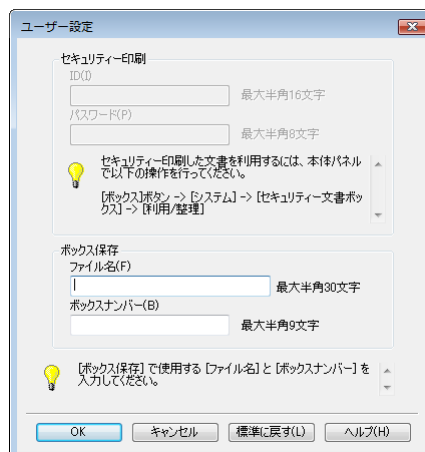 ユーザー設定
セキュリティー印刷
ID(I)
最大半角16文字
パスワード(P)
最大半角8文字
セキュリティー印刷した文書を利用するには、本体パネル
で以下の操作を行ってください。
[ボックス]ボタン -> [システム] -> [セキュリティー文書ボッ
クス] -> [利用/整理]
ボックス保存
ファイル名(F)
最大半角30文字
ボックスナンバー(B)
最大半角9文字
[ボックス保存] で使用する [ファイル名] と [ボックスナンバー] を
入力してください。
OK キャンセル 標準に戻す(L) ヘルプ(H)